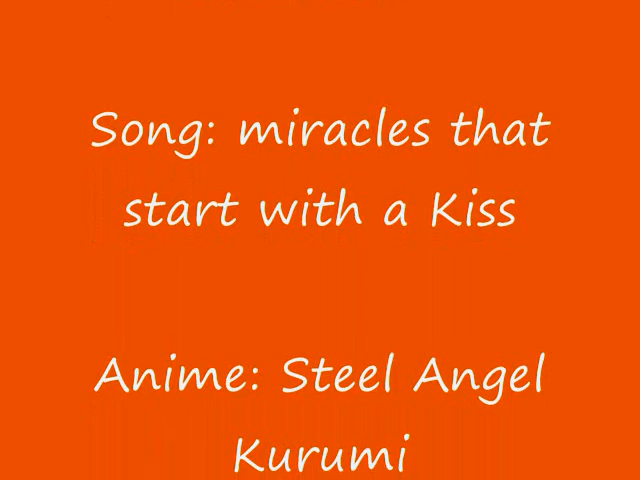 Song: miracles that
start with a Kiss
Anime: Steel Angel
Kurumi